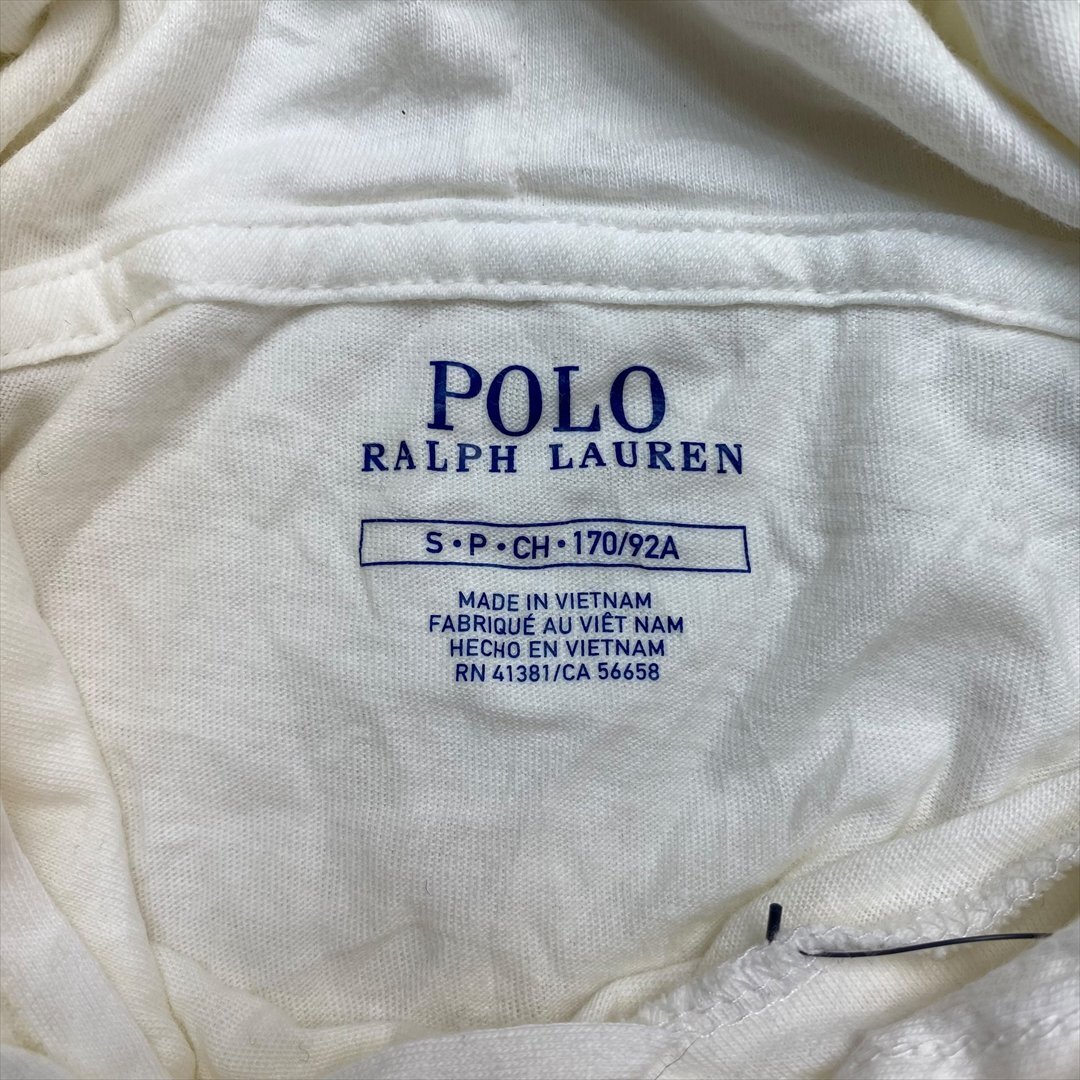 POLO
RALPH LAUREN
S • P • CH • 170/92A
MADE IN VIETNAM
FABRIQUÉ AU VIÊT NAM
HECHO EN VIETNAM
RN 41381/CA 56658